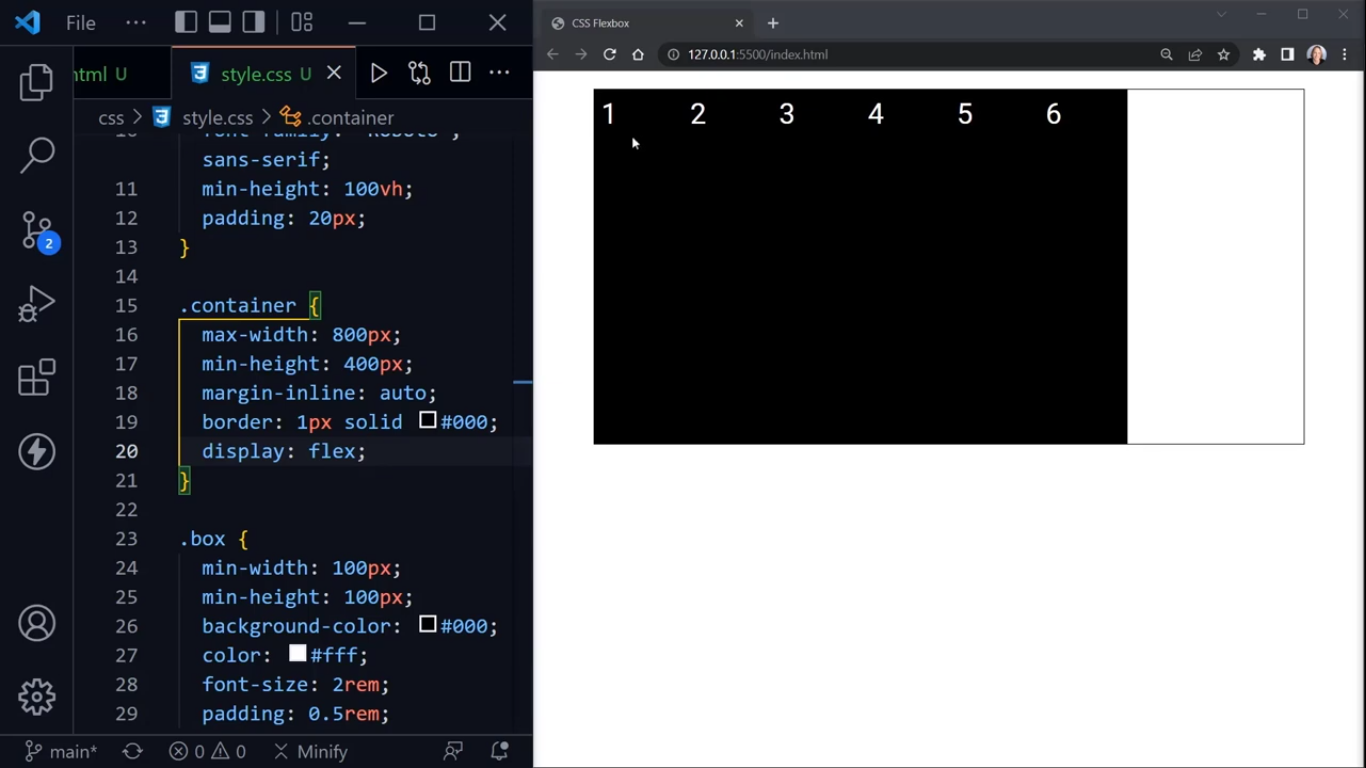 File
html U
style.css U
css > style.css > .container
10 font-family: "Roboto",
sans-serif;
11 min-height: 100vh;
12 padding: 20px;
13 }
14
15 .container {
16 max-width: 800px;
17 min-height: 400px;
18 margin-inline: auto;
19 border: 1px solid #000;
20 display: flex;
21 }
22
23 .box {
24 min-width: 100px;
25 min-height: 100px;
26 background-color: #000;
27 color: #fff;
28 font-size: 2rem;
29 padding: 0.5rem;
2
main* 0 0 Minify
CSS Flexbox
127.0.0.1:5500/index.html
1 2 3 4 5 6